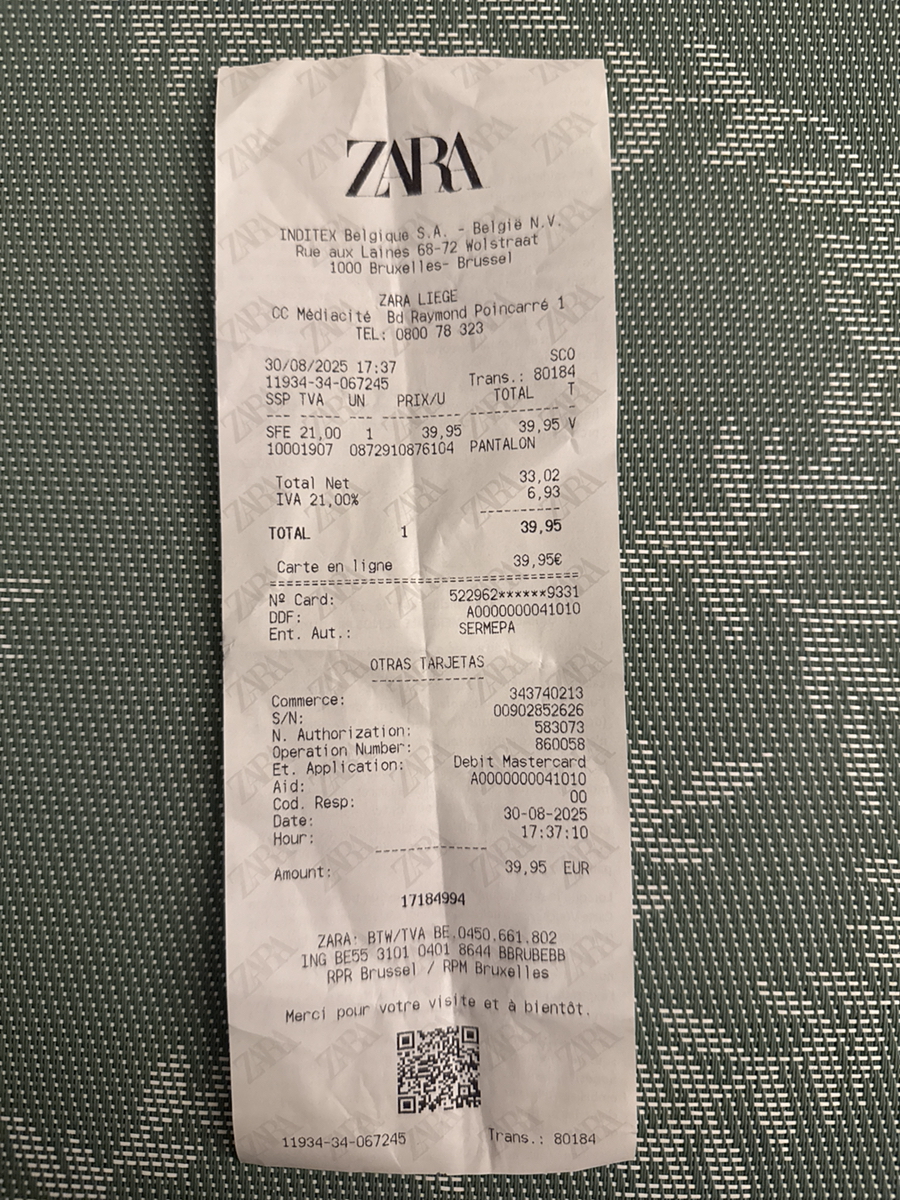 ZARA
INDITEX Belgique S.A. - België N.V.
Rue aux Laines 68-72 Wolstraat
1000 Bruxelles- Brussel
ZARA LIEGE
CC Médiacité Bd Raymond Poincarré 1
TEL: 0800 78 323
30/08/2025 17:37 SCO
11934-34-067245 Trans.: 80184
SSP TVA UN PRIX/U TOTAL T
--- ----- --- ---------- ----------- -
SFE 21,00 1 39,95 39,95 V
10001907 0872910876104 PANTALON
Total Net 33,02
IVA 21,00% 6,93
----------
TOTAL 1 39,95
Carte en ligne 39,95€
======================================
Nº Card: 522962******9331
DDF: A0000000041010
Ent. Aut.: SERMEPA
OTRAS TARJETAS
--------------
Commerce: 343740213
S/N: 00902852626
N. Authorization: 583073
Operation Number: 860058
Et. Application: Debit Mastercard
Aid: A0000000041010
Cod. Resp: 00
Date: 30-08-2025
Hour: 17:37:10
--------------
Amount: 39,95 EUR
17184994
ZARA: BTW/TVA BE.0450.661.802
ING BE55 3101 0401 8644 BBRUBEBB
RPR Brussel / RPM Bruxelles
Merci pour votre visite et à bientôt.
11934-34-067245 Trans.: 80184